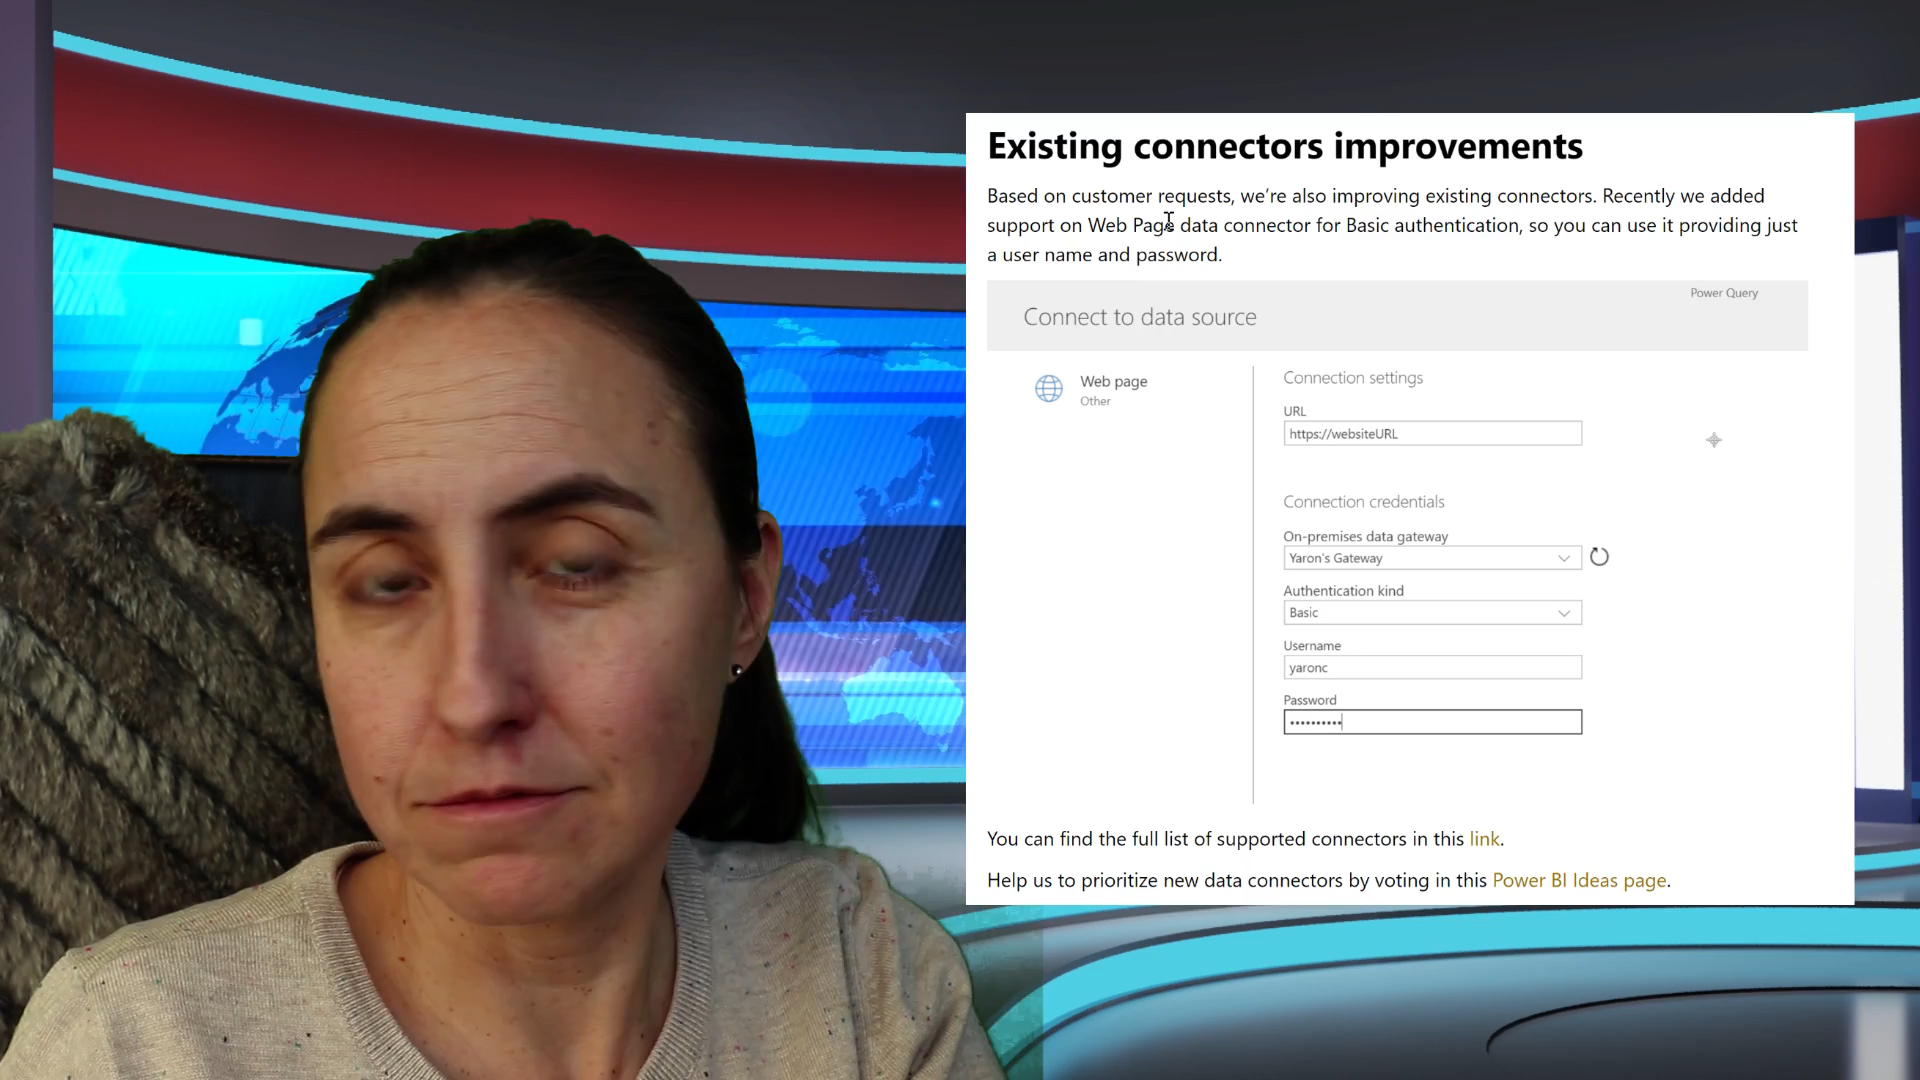 Existing connectors improvements
Based on customer requests, we're also improving existing connectors. Recently we added
support on Web Page data connector for Basic authentication, so you can use it providing just
a user name and password.
Power Query
Connect to data source
Web page
Other
Connection settings
URL
https://websiteURL
Connection credentials
On-premises data gateway
Yaron's Gateway
Authentication kind
Basic
Username
yaronc
Password
••••••••••
You can find the full list of supported connectors in this link.
Help us to prioritize new data connectors by voting in this Power BI Ideas page.